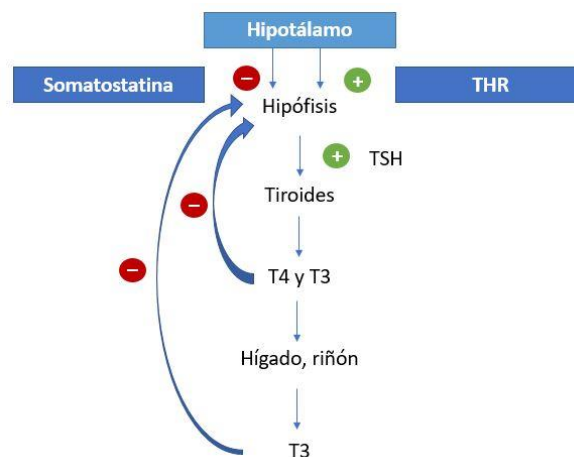 Hipotálamo
Somatostatina
THR
Hipófisis
TSH
Tiroides
T4 y T3
Hígado, riñón
T3